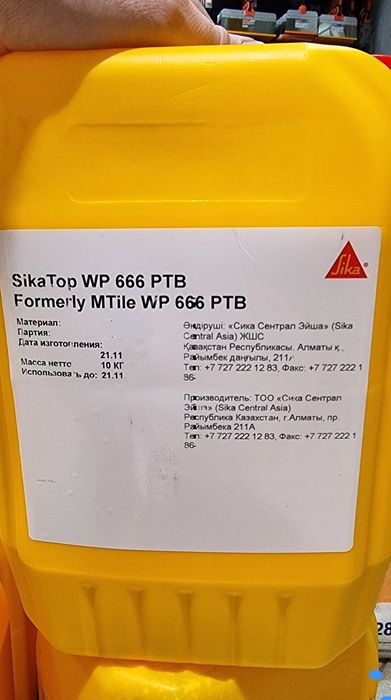 Sika®
SikaTop WP 666 PTB
Formerly MTile WP 666 PTB
Материал:
Партия:
Дата изготовления:
21.11
Масса нетто 10 КГ
Использовать до: 21.11
Өндіруші: «Сика Сентрал Эйша» (Sika
Central Asia) ЖШС
Қазақстан Республикасы, Алматы қ.,
Райымбек даңғылы, 211/
Тел: +7 727 222 12 83, Факс: +7 727 222 1
86-
Производитель: ТОО «Сика Сентрал
Эйша» (Sika Central Asia)
Республика Казахстан, г.Алматы, пр.
Райымбека 211А
Тел: +7 727 222 12 83, Факс: +7 727 222 1
86-
28